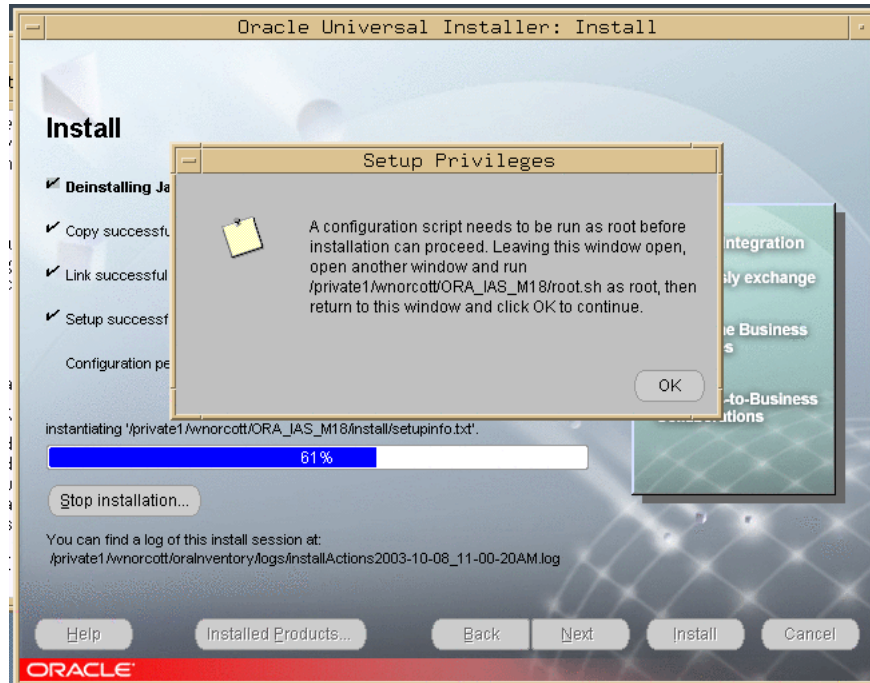 Oracle Universal Installer: Install
Install
Setup Privileges
Deinstalling Ja
Copy successfu
Link successful
Setup successf
Configuration pe
A configuration script needs to be run as root before
installation can proceed. Leaving this window open,
open another window and run
/private1/wnorcott/ORA_IAS_M18/root.sh as root, then
return to this window and click OK to continue.
OK
ntegration
sly exchange
e Business
s
-to-Business
instantiating '/private1/wnorcott/ORA_IAS_M18/install/setupinfo.txt'.
61%
Stop installation...
You can find a log of this install session at:
/private1/wnorcott/oraInventory/logs/installActions2003-10-08_11-00-20AM.log
Help
Installed Products...
Back
Next
Install
Cancel
ORACLE